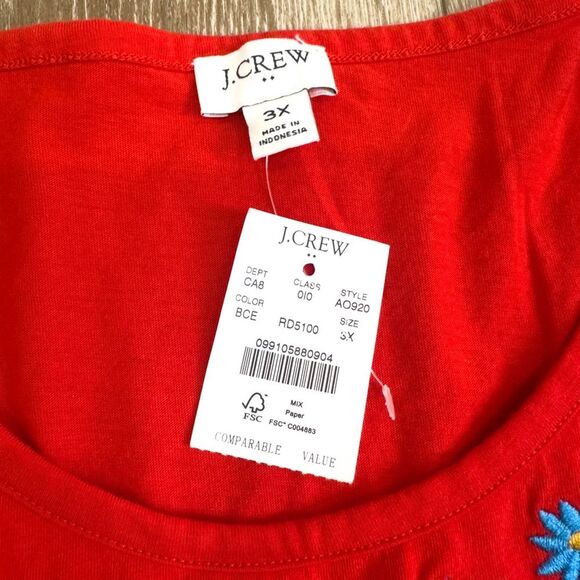 J.CREW
3X
MADE IN
INDONESIA
J.CREW
DEPT CLASS STYLE
CA8 010 AO920
COLOR SIZE
BCE RD5100 3X
099105880904
MIX
Paper
FSC FSC® C004883
COMPARABLE VALUE